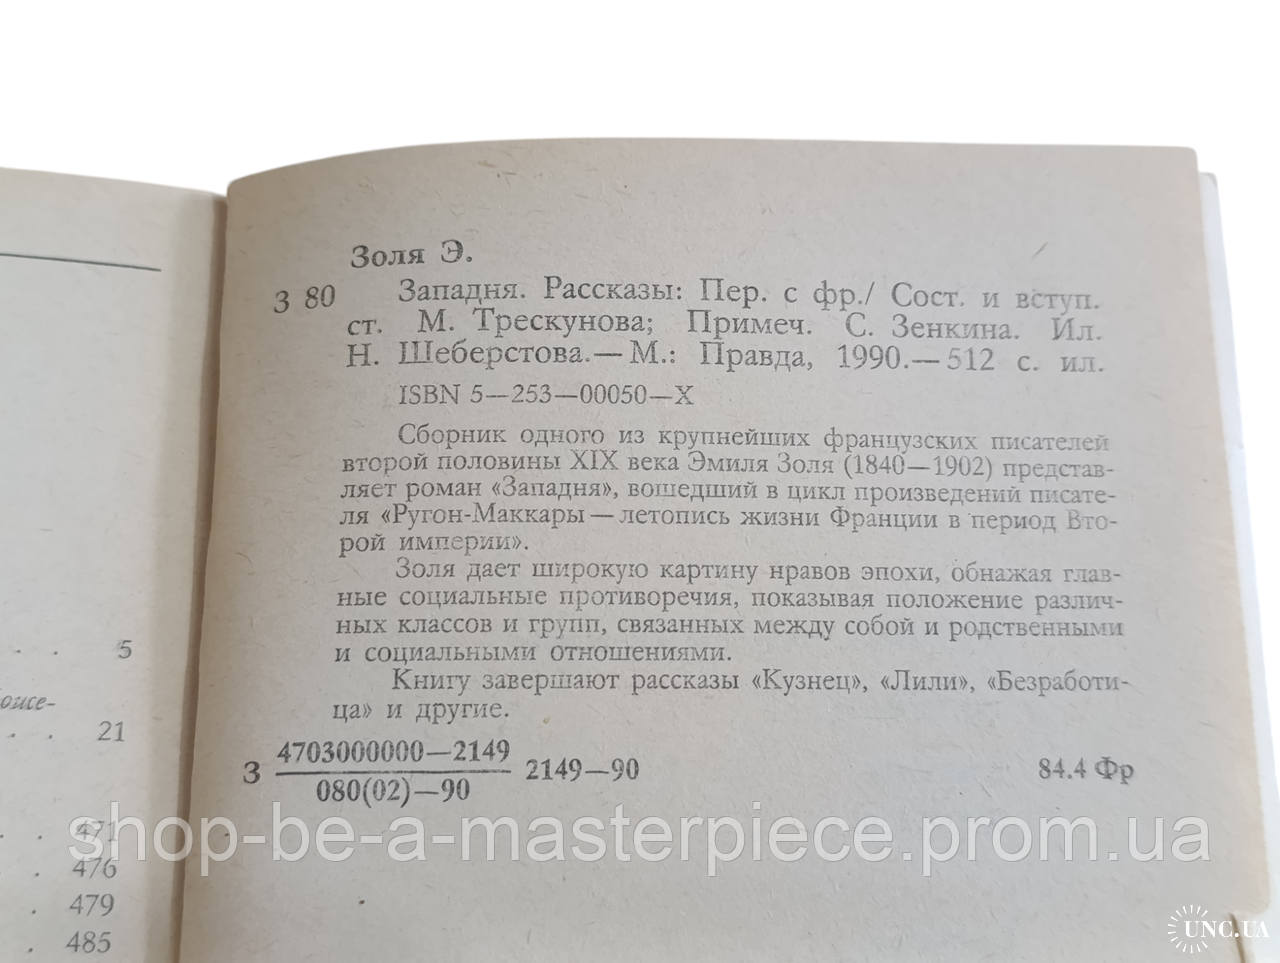 5
оисе-
21
471
476
479
485
Золя Э.
З 80 Западня. Рассказы: Пер. с фр./ Сост. и вступ.
ст. М. Трескунова; Примеч. С. Зенкина. Ил.
Н. Шеберстова.—М.: Правда, 1990.—512 с. ил.
ISBN 5—253—00050—X
Сборник одного из крупнейших французских писателей
второй половины XIX века Эмиля Золя (1840—1902) представ-
ляет роман «Западня», вошедший в цикл произведений писате-
ля «Ругон-Маккары—летопись жизни Франции в период Вто-
рой империи».
Золя дает широкую картину нравов эпохи, обнажая глав-
ные социальные противоречия, показывая положение различ-
ных классов и групп, связанных между собой и родственными
и социальными отношениями.
Книгу завершают рассказы «Кузнец», «Лили», «Безработи-
ца» и другие.
З 4703000000—2149 2149—90 84.4 Фр
080(02)—90
shop-be-a-masterpiece.prom.ua
UNC.UA